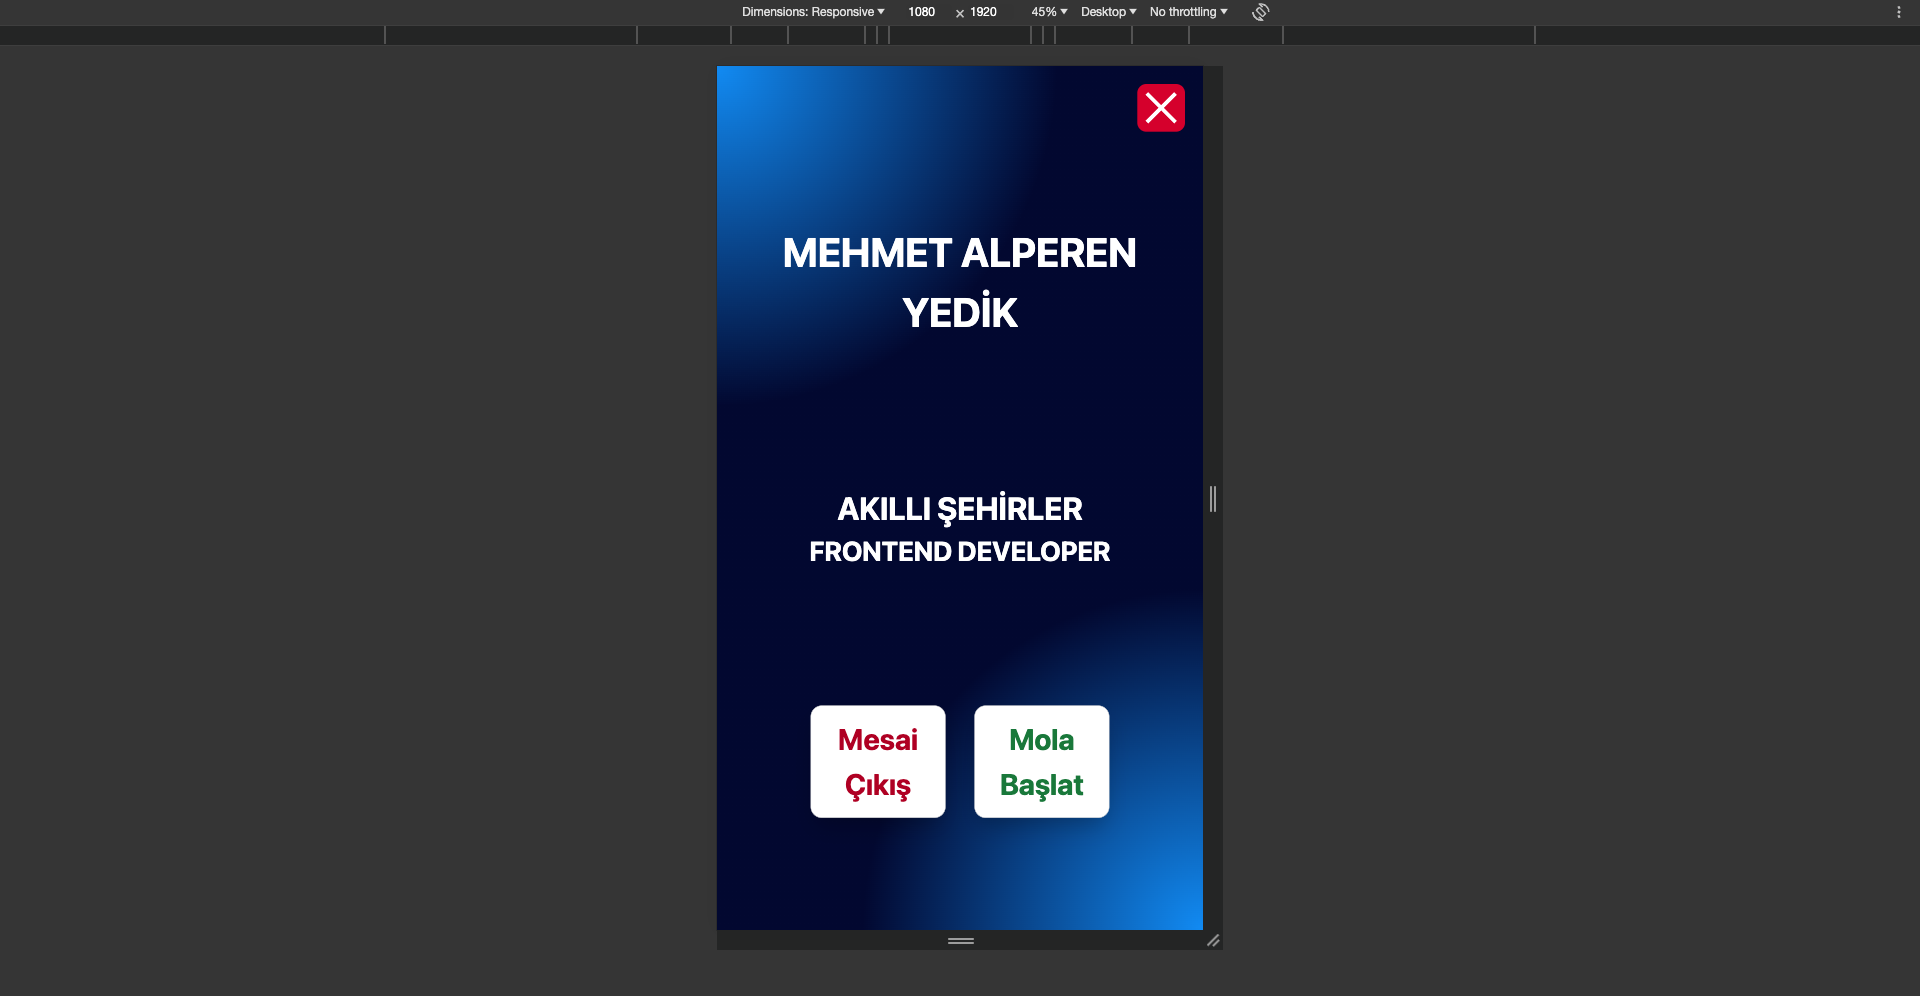 Dimensions: Responsive 1080 × 1920 45% Desktop No throttling
MEHMET ALPEREN
YEDİK
AKILLI ŞEHİRLER
FRONTEND DEVELOPER
Mesai
Çıkış
Mola
Başlat